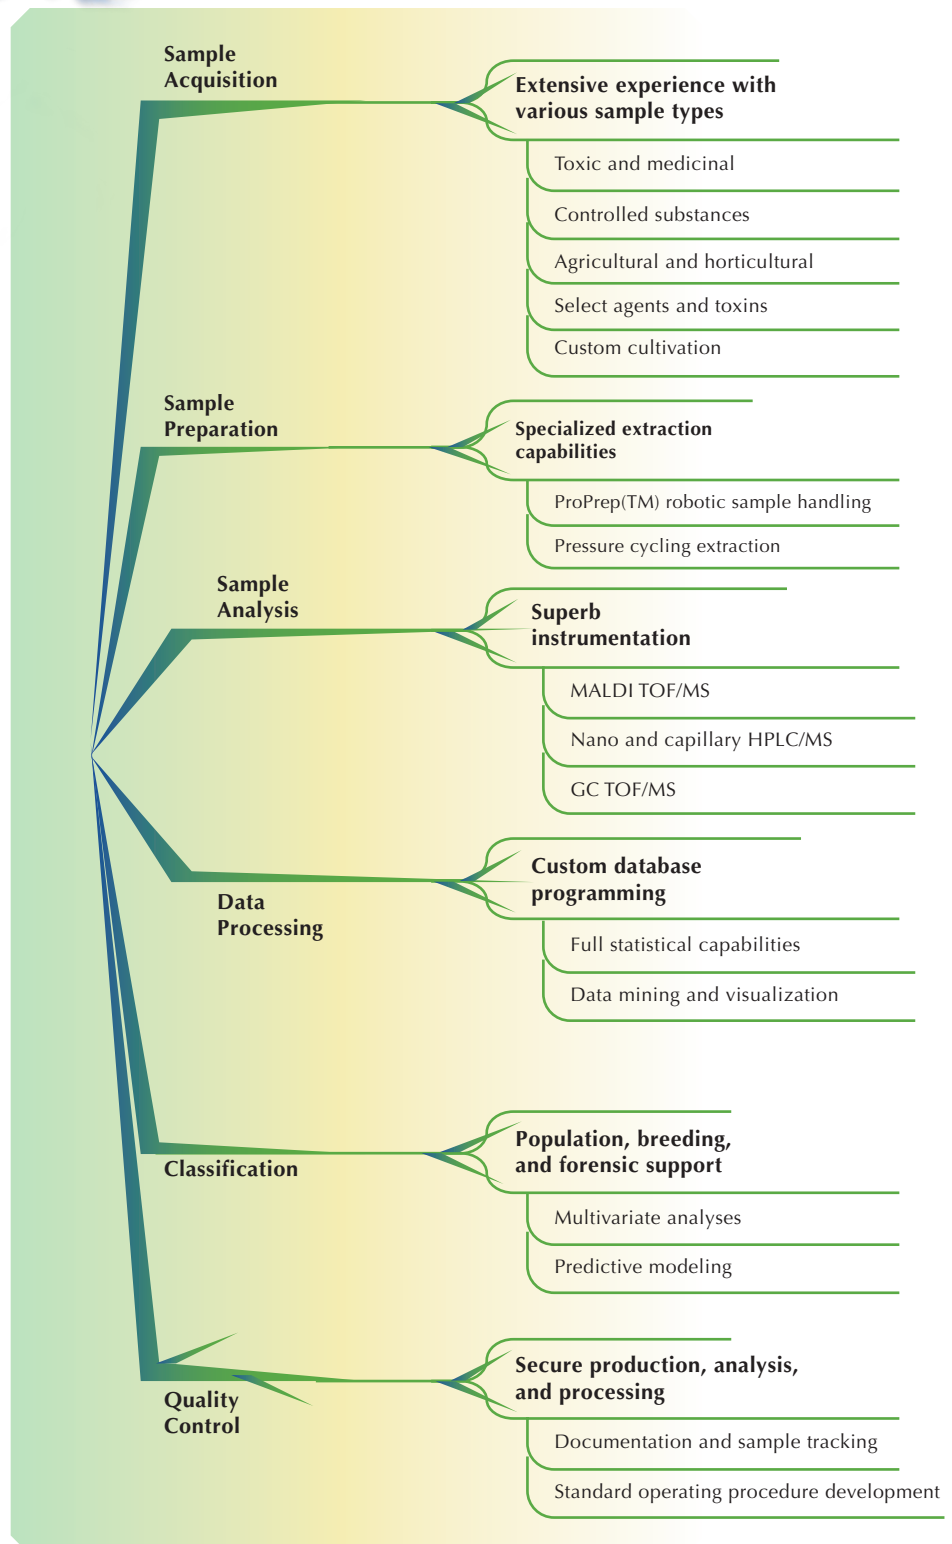 Sample
Acquisition
Extensive experience with
various sample types
Toxic and medicinal
Controlled substances
Agricultural and horticultural
Select agents and toxins
Custom cultivation
Sample
Preparation
Specialized extraction
capabilities
ProPrep(TM) robotic sample handling
Pressure cycling extraction
Sample
Analysis
Superb
instrumentation
MALDI TOF/MS
Nano and capillary HPLC/MS
GC TOF/MS
Data
Processing
Custom database
programming
Full statistical capabilities
Data mining and visualization
Classification
Population, breeding,
and forensic support
Multivariate analyses
Predictive modeling
Quality
Control
Secure production, analysis,
and processing
Documentation and sample tracking
Standard operating procedure development